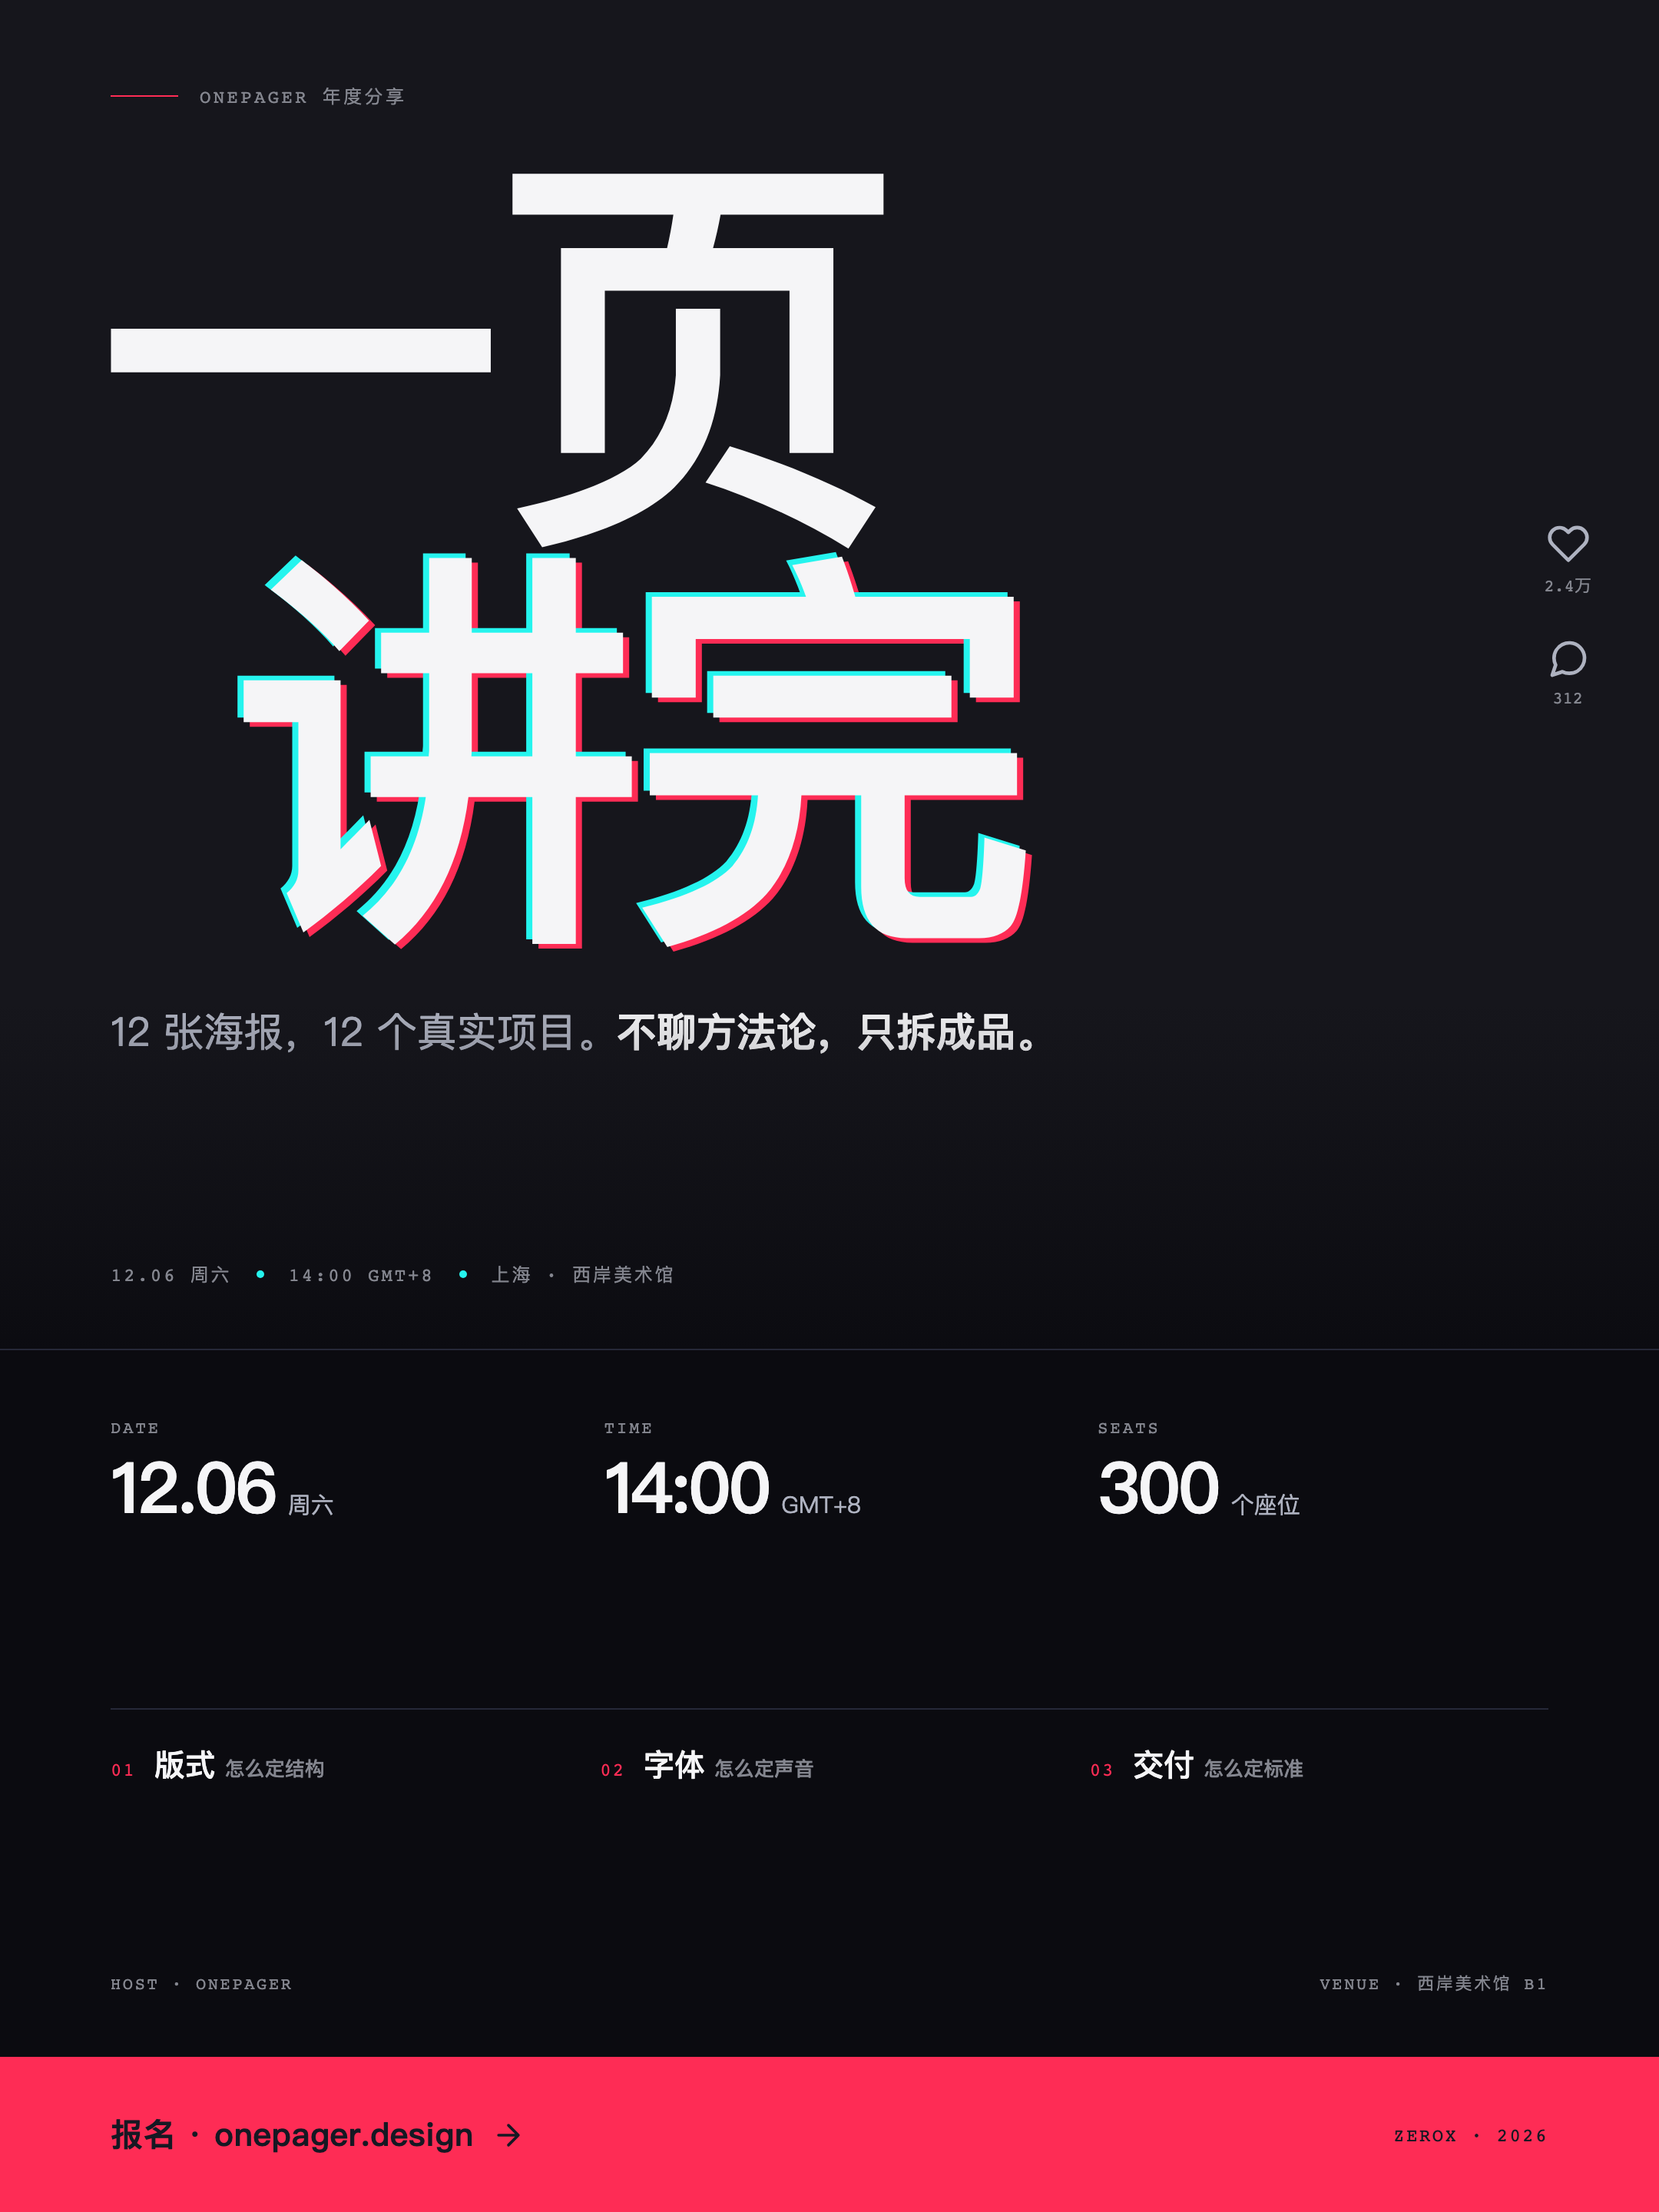 ONEPAGER 年度分享
一页
讲完
2.4万
312
12 张海报，12 个真实项目。不聊方法论，只拆成品。
12.06 周六 • 14:00 GMT+8 • 上海 · 西岸美术馆
DATE
12.06 周六
TIME
14:00 GMT+8
SEATS
300 个座位
01 版式 怎么定结构
02 字体 怎么定声音
03 交付 怎么定标准
HOST · ONEPAGER
VENUE · 西岸美术馆 B1
报名 · onepager.design →
ZEROX · 2026